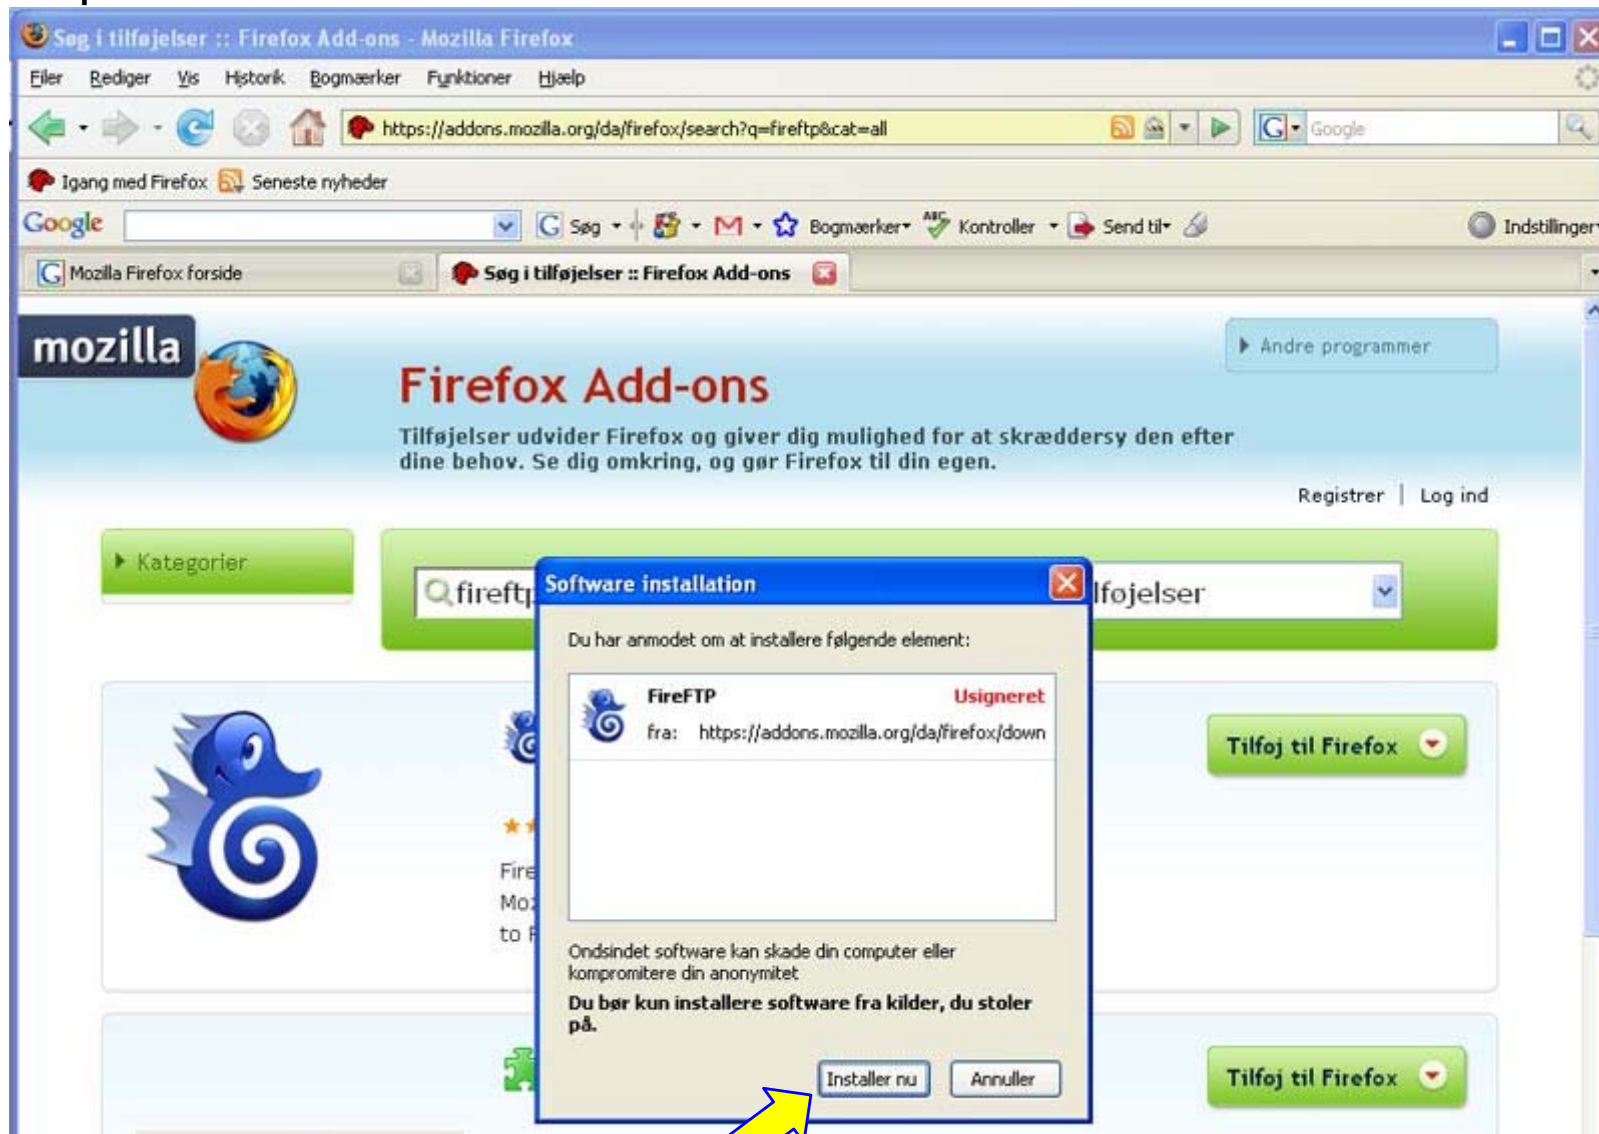 Søg i tilføjelser :: Firefox Add-ons - Mozilla Firefox
Filer Rediger Vis Historik Bogmærker Funktioner Hjælp
https://addons.mozilla.org/da/firefox/search?q=fireftp&cat=all Google
Igang med Firefox Seneste nyheder
Google Søg Bogmærker Kontroller Send til Indstillinger
Mozilla Firefox forside Søg i tilføjelser :: Firefox Add-ons
mozilla
Andre programmer
Firefox Add-ons
Tilføjelser udvider Firefox og giver dig mulighed for at skræddersy den efter
dine behov. Se dig omkring, og gør Firefox til din egen.
Registrer | Log ind
Kategorier
fireftp
lføjelser
Software installation
Du har anmodet om at installere følgende element:
FireFTP Usigneret
fra: https://addons.mozilla.org/da/firefox/down
Tilføj til Firefox
Fire
Moz
to F
Ondsindet software kan skade din computer eller
kompromitere din anonymitet
Du bør kun installere software fra kilder, du stoler
på.
Installer nu Annuller
Tilføj til Firefox